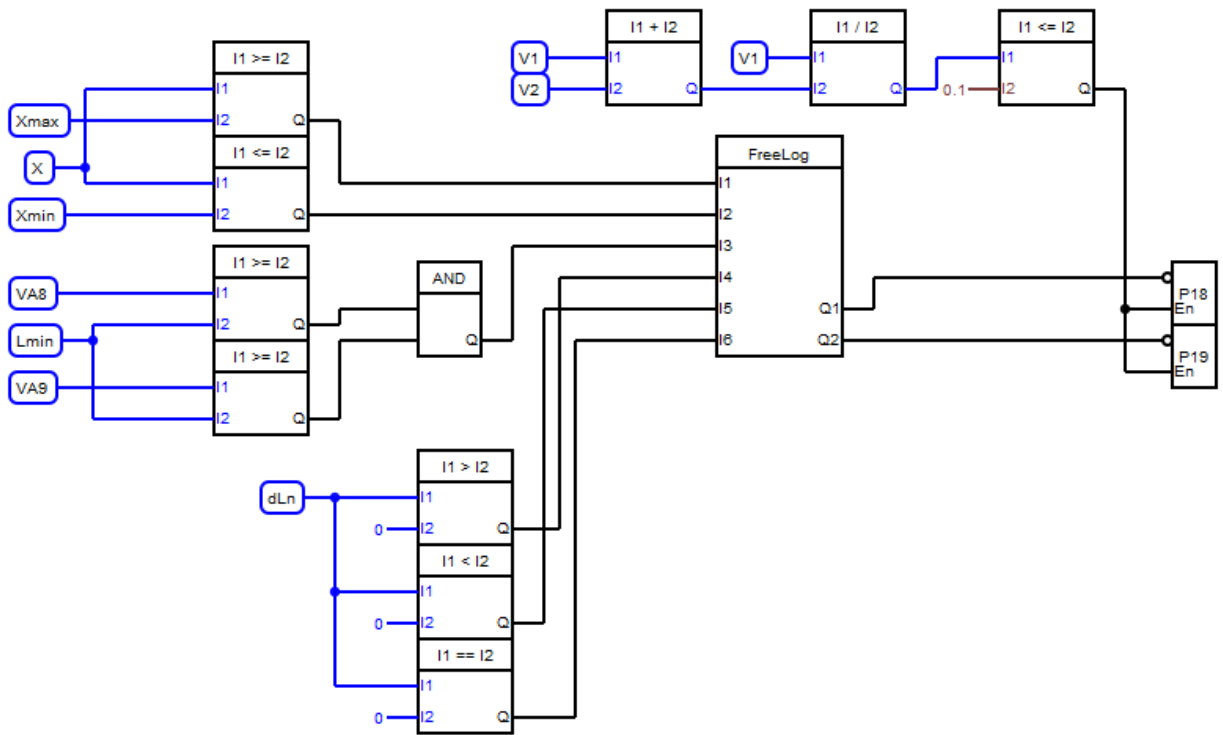 I1 + I2
V1
I1
V2
I2
Q
I1 / I2
V1
I1
I2
Q
I1 <= I2
I1
0.1
I2
Q
I1 >= I2
I1
Xmax
I2
Q
I1 <= I2
X
I1
Xmin
I2
Q
FreeLog
I1
I2
I3
I4
I5
I6
Q1
Q2
I1 >= I2
VA8
I1
I2
Q
Lmin
I1 >= I2
VA9
I1
I2
Q
AND
Q
P18
En
P19
En
I1 > I2
dLn
I1
0
I2
Q
I1 < I2
I1
0
I2
Q
I1 == I2
I1
0
I2
Q